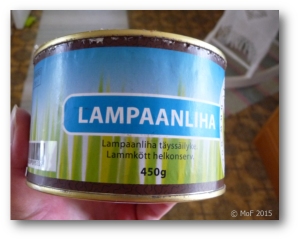 LAMPAANLIHA
Lampaanliha täyssäilyke.
Lammkött helkonserv.
450g
© MoF 2015